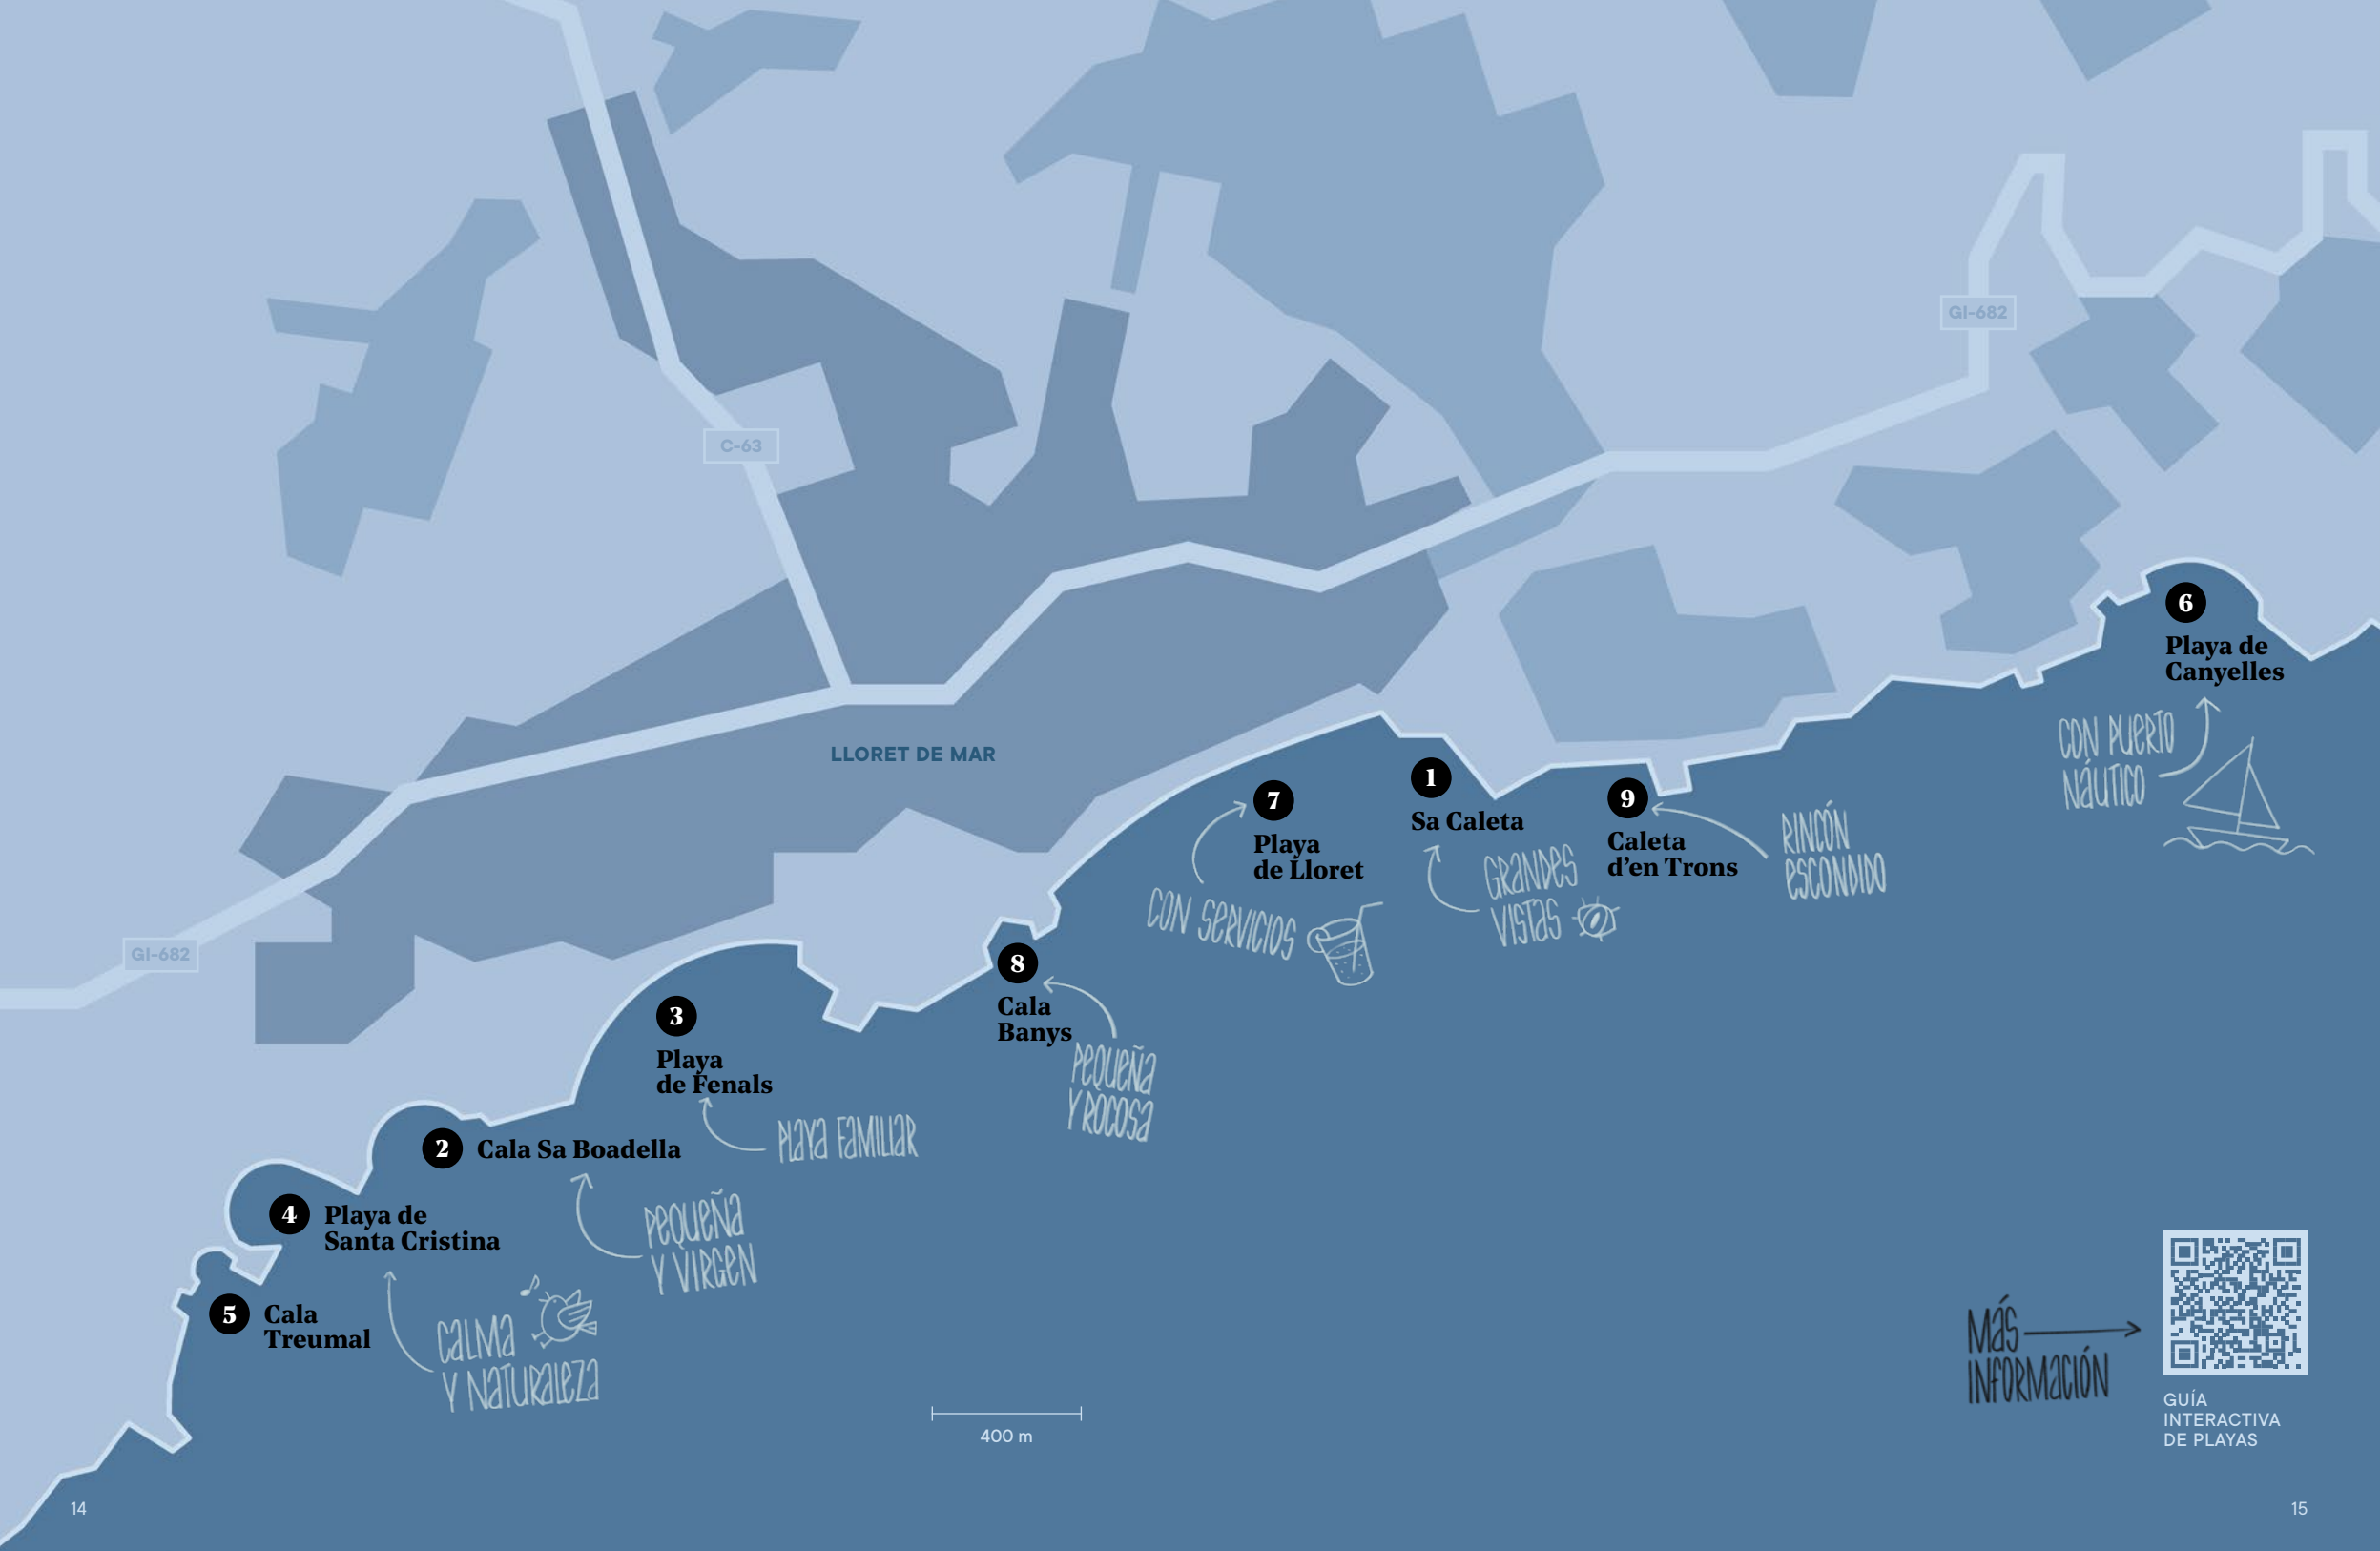 GI-682
C-63
LLORET DE MAR
GI-682
6
Playa de
Canyelles
CON PUERTO
NÁUTICO
1
Sa Caleta
GRANDES
VISTAS
9
Caleta
d’en Trons
RINCÓN
ESCONDIDO
7
Playa
de Lloret
CON SERVICIOS
8
Cala
Banys
PEQUEÑA
Y ROCOSA
3
Playa
de Fenals
PLAYA FAMILIAR
2 Cala Sa Boadella
PEQUEÑA
Y VIRGEN
4 Playa de
Santa Cristina
CALMA
Y NATURALEZA
5 Cala
Treumal
400 m
MÁS
INFORMACIÓN
GUÍA
INTERACTIVA
DE PLAYAS
14
15